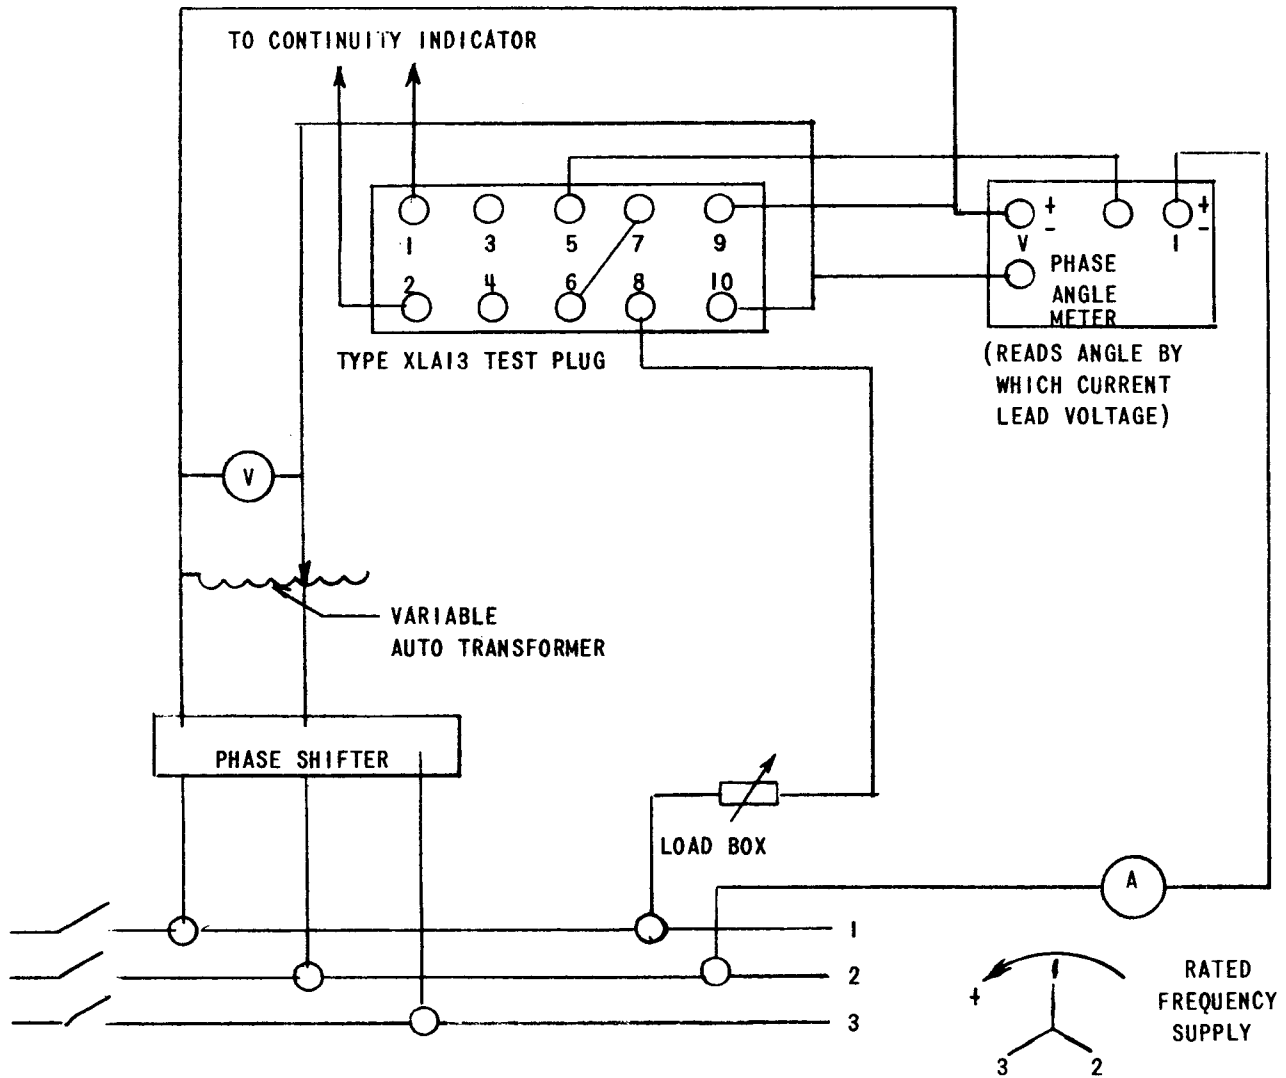 TO CONTINUITY INDICATOR
1 3 5 7 9
2 4 6 8 10
TYPE XLA13 TEST PLUG
+
-
V
+
-
I
PHASE
ANGLE
METER
(READS ANGLE BY
WHICH CURRENT
LEAD VOLTAGE)
V
VARIABLE
AUTO TRANSFORMER
PHASE SHIFTER
LOAD BOX
A
1
2
3
+
1
3 2
RATED
FREQUENCY
SUPPLY